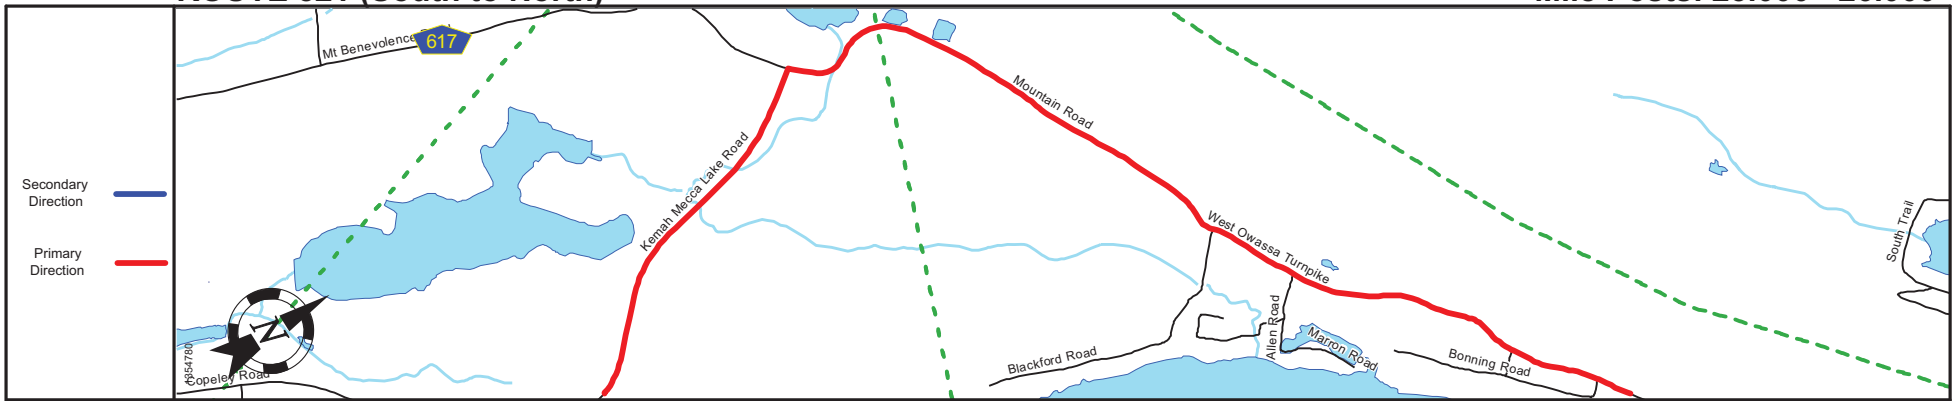 Secondary
Direction
Primary
Direction
Mt Benevolence
617
Kemah Mecca Lake Road
Mountain Road
West Owassa Turnpike
South Trail
Allen Road
Marron Road
Blackford Road
Bonning Road
N
Copeley Road